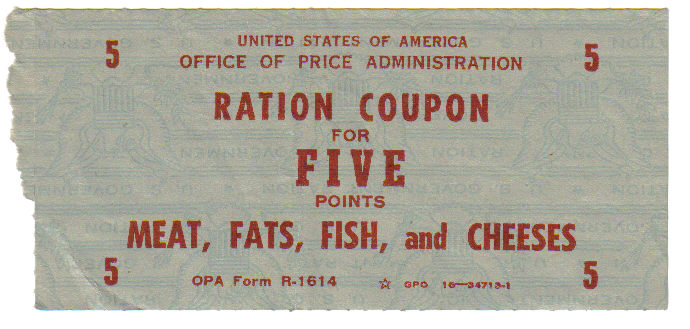 5 UNITED STATES OF AMERICA 5
OFFICE OF PRICE ADMINISTRATION
RATION COUPON
FOR
FIVE
POINTS
MEAT, FATS, FISH, and CHEESES
5 OPA Form R-1614 ☆ GPO 16—34713-1 5